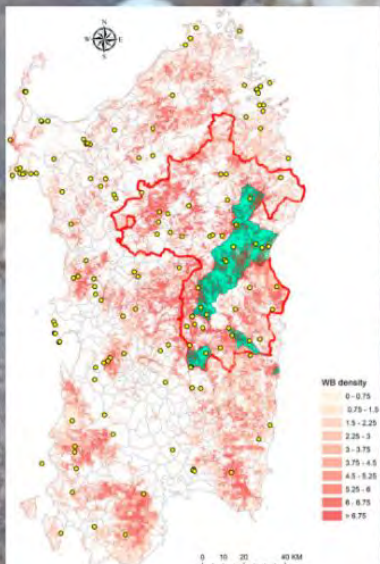 N
W E
S
WB density
0 - 0.75
0.75 - 1.5
1.5 - 2.25
2.25 - 3
3 - 3.75
3.75 - 4.5
4.5 - 5.25
5.25 - 6
6 - 6.75
> 6.75
0 10 20 40 KM